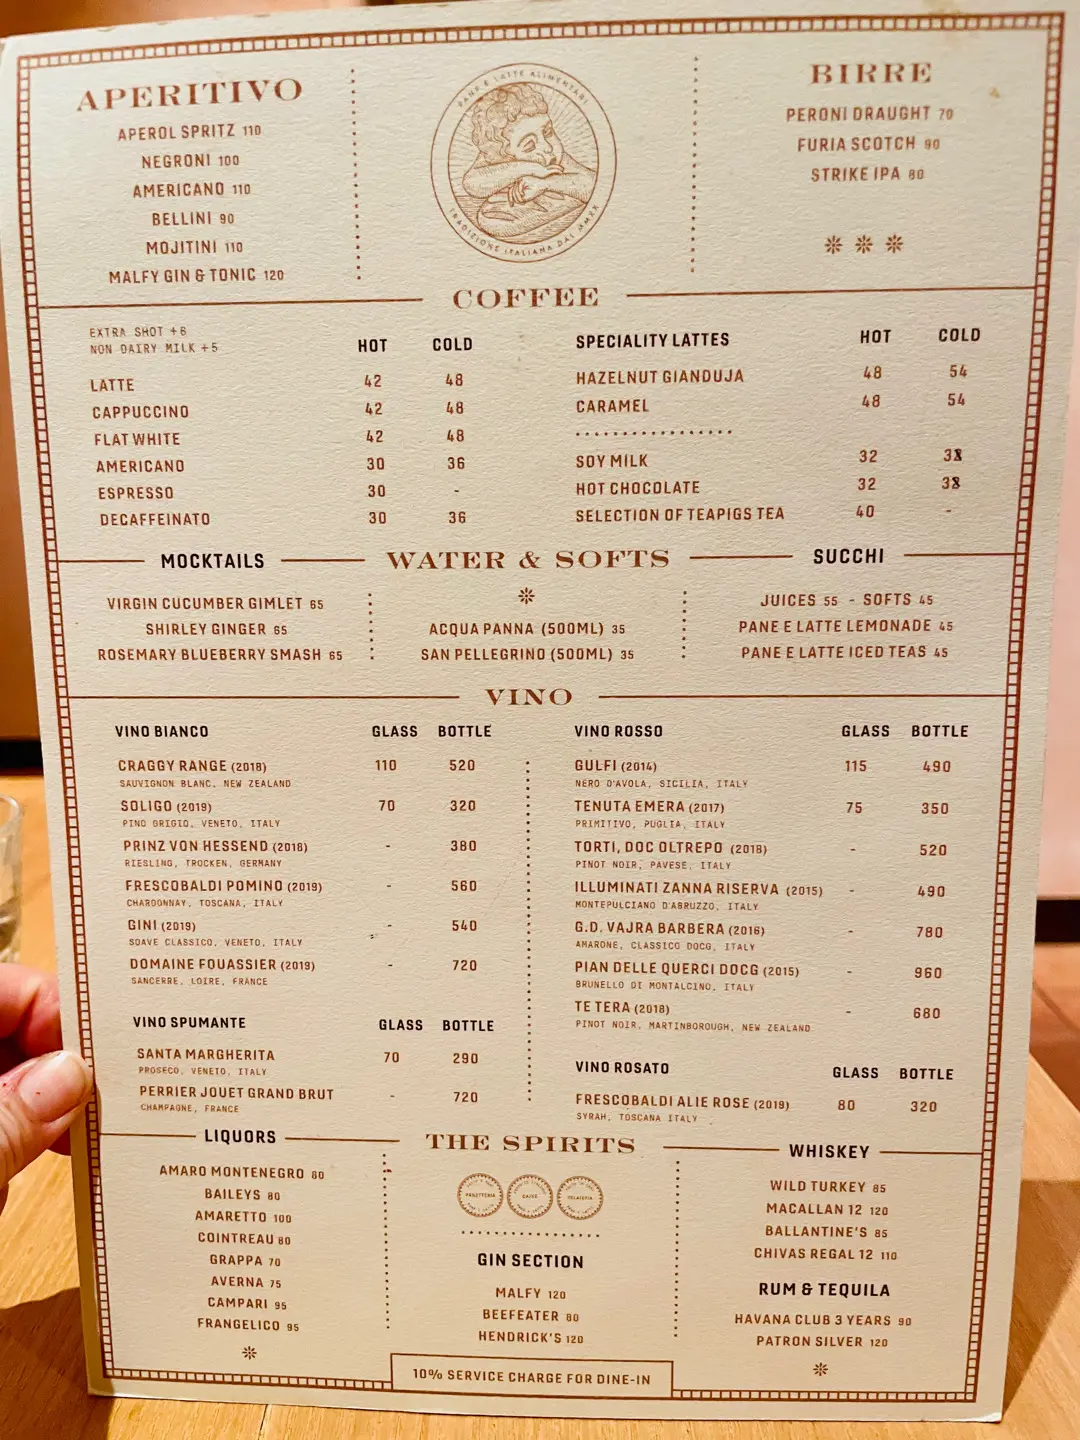 APERITIVO
APEROL SPRITZ 110
NEGRONI 100
AMERICANO 110
BELLINI 90
MOJITINI 110
MALFY GIN & TONIC 120
PANE E LATTE ALIMENTARI
TRADIZIONE ITALIANA DAL MMXX
BIRRE
PERONI DRAUGHT 70
FURIA SCOTCH 90
STRIKE IPA 80
COFFEE
EXTRA SHOT +6
NON DAIRY MILK +5
HOT COLD
LATTE 42 48
CAPPUCCINO 42 48
FLAT WHITE 42 48
AMERICANO 30 36
ESPRESSO 30 -
DECAFFEINATO 30 36
SPECIALITY LATTES HOT COLD
HAZELNUT GIANDUJA 48 54
CARAMEL 48 54
SOY MILK 32 38
HOT CHOCOLATE 32 38
SELECTION OF TEAPIGS TEA 40 -
MOCKTAILS
VIRGIN CUCUMBER GIMLET 65
SHIRLEY GINGER 65
ROSEMARY BLUEBERRY SMASH 65
WATER & SOFTS
ACQUA PANNA (500ML) 35
SAN PELLEGRINO (500ML) 35
SUCCHI
JUICES 55 - SOFTS 45
PANE E LATTE LEMONADE 45
PANE E LATTE ICED TEAS 45
VINO
VINO BIANCO GLASS BOTTLE
CRAGGY RANGE (2018) 110 520
SAUVIGNON BLANC, NEW ZEALAND
SOLIGO (2019) 70 320
PINO GRIGIO, VENETO, ITALY
PRINZ VON HESSEND (2018) - 380
RIESLING, TROCKEN, GERMANY
FRESCOBALDI POMINO (2019) - 560
CHARDONNAY, TOSCANA, ITALY
GINI (2019) - 540
SOAVE CLASSICO, VENETO, ITALY
DOMAINE FOUASSIER (2019) - 720
SANCERRE, LOIRE, FRANCE
VINO SPUMANTE GLASS BOTTLE
SANTA MARGHERITA 70 290
PROSECO, VENETO, ITALY
PERRIER JOUET GRAND BRUT - 720
CHAMPAGNE, FRANCE
VINO ROSSO GLASS BOTTLE
GULFI (2014) 115 490
NERO D'AVOLA, SICILIA, ITALY
TENUTA EMERA (2017) 75 350
PRIMITIVO, PUGLIA, ITALY
TORTI, DOC OLTREPO (2018) - 520
PINOT NOIR, PAVESE, ITALY
ILLUMINATI ZANNA RISERVA (2015) - 490
MONTEPULCIANO D'ABRUZZO, ITALY
G.D. VAJRA BARBERA (2016) - 780
AMARONE, CLASSICO DOCG, ITALY
PIAN DELLE QUERCI DOCG (2015) - 960
BRUNELLO DI MONTALCINO, ITALY
TE TERA (2018) - 680
PINOT NOIR, MARTINBOROUGH, NEW ZEALAND
VINO ROSATO GLASS BOTTLE
FRESCOBALDI ALIE ROSE (2019) 80 320
SYRAH, TOSCANA ITALY
LIQUORS
AMARO MONTENEGRO 80
BAILEYS 80
AMARETTO 100
COINTREAU 80
GRAPPA 70
AVERNA 75
CAMPARI 95
FRANGELICO 95
THE SPIRITS
PANETTERIA
CAFFE
GELATERIA
GIN SECTION
MALFY 120
BEEFEATER 80
HENDRICK'S 120
WHISKEY
WILD TURKEY 85
MACALLAN 12 120
BALLANTINE'S 85
CHIVAS REGAL 12 110
RUM & TEQUILA
HAVANA CLUB 3 YEARS 90
PATRON SILVER 120
10% SERVICE CHARGE FOR DINE-IN